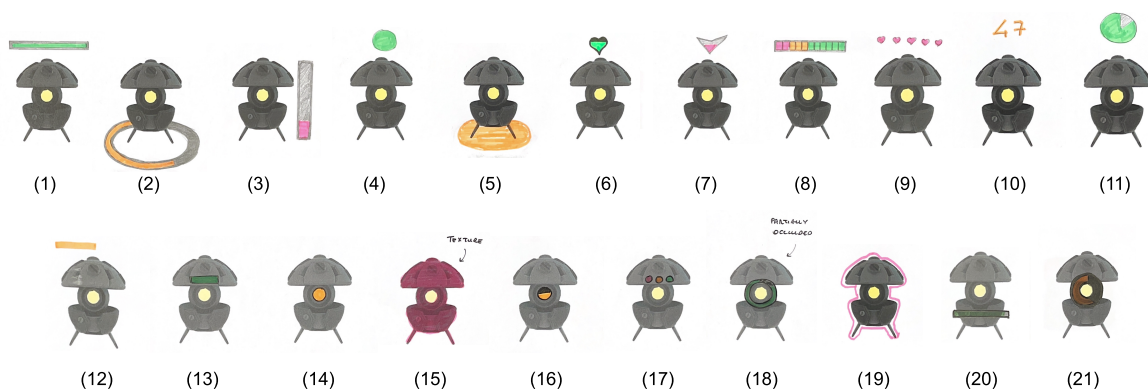 47
(1) (2) (3) (4) (5) (6) (7) (8) (9) (10) (11)
TEXTURE
PARTIALLY
OCCLUDED
(12) (13) (14) (15) (16) (17) (18) (19) (20) (21)